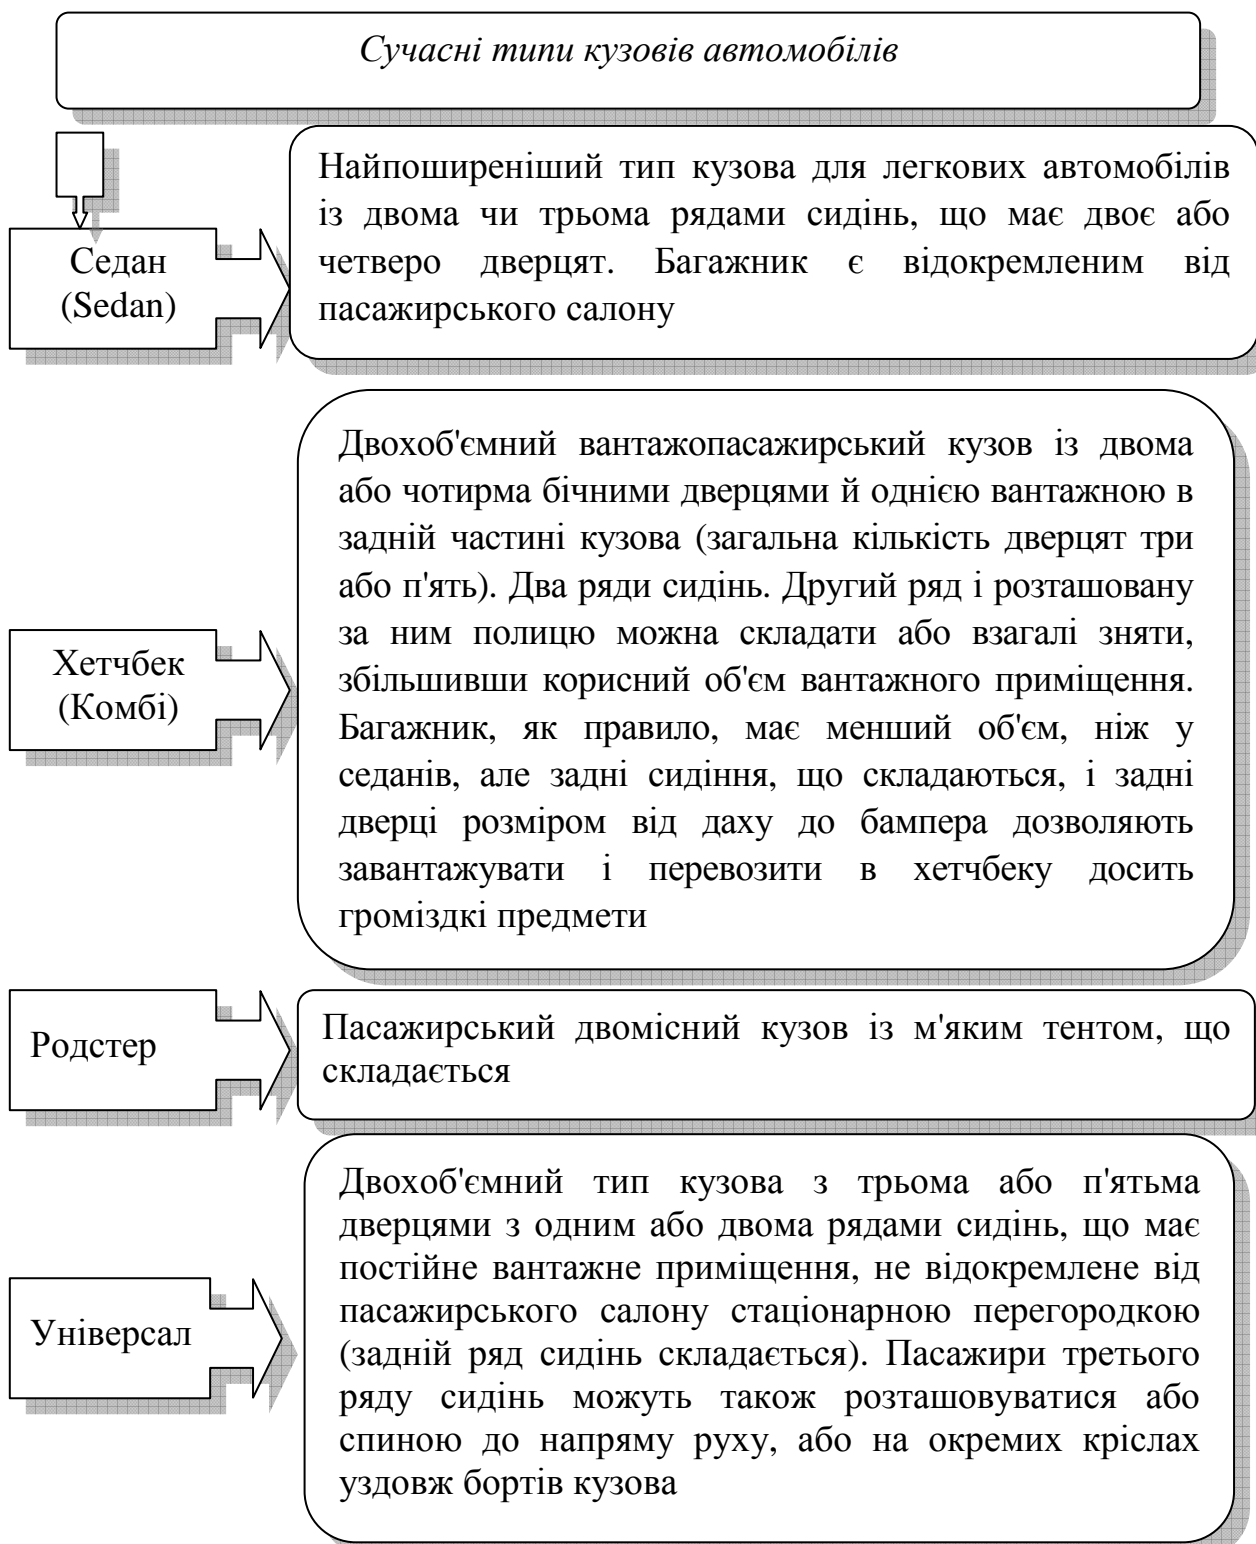 Сучасні типи кузовів автомобілів
Седан
(Sedan)
Найпоширеніший тип кузова для легкових автомобілів
із двома чи трьома рядами сидінь, що має двоє або
четверо дверцят. Багажник є відокремленим від
пасажирського салону
Хетчбек
(Комбі)
Двохоб'ємний вантажопасажирський кузов із двома
або чотирма бічними дверцями й однією вантажною в
задній частині кузова (загальна кількість дверцят три
або п'ять). Два ряди сидінь. Другий ряд і розташовану
за ним полицю можна складати або взагалі зняти,
збільшивши корисний об'єм вантажного приміщення.
Багажник, як правило, має менший об'єм, ніж у
седанів, але задні сидіння, що складаються, і задні
дверці розміром від даху до бампера дозволяють
завантажувати і перевозити в хетчбеку досить
громіздкі предмети
Родстер
Пасажирський двомісний кузов із м'яким тентом, що
складається
Універсал
Двохоб'ємний тип кузова з трьома або п'ятьма
дверцями з одним або двома рядами сидінь, що має
постійне вантажне приміщення, не відокремлене від
пасажирського салону стаціонарною перегородкою
(задній ряд сидінь складається). Пасажири третього
ряду сидінь можуть також розташовуватися або
спиною до напряму руху, або на окремих кріслах
уздовж бортів кузова